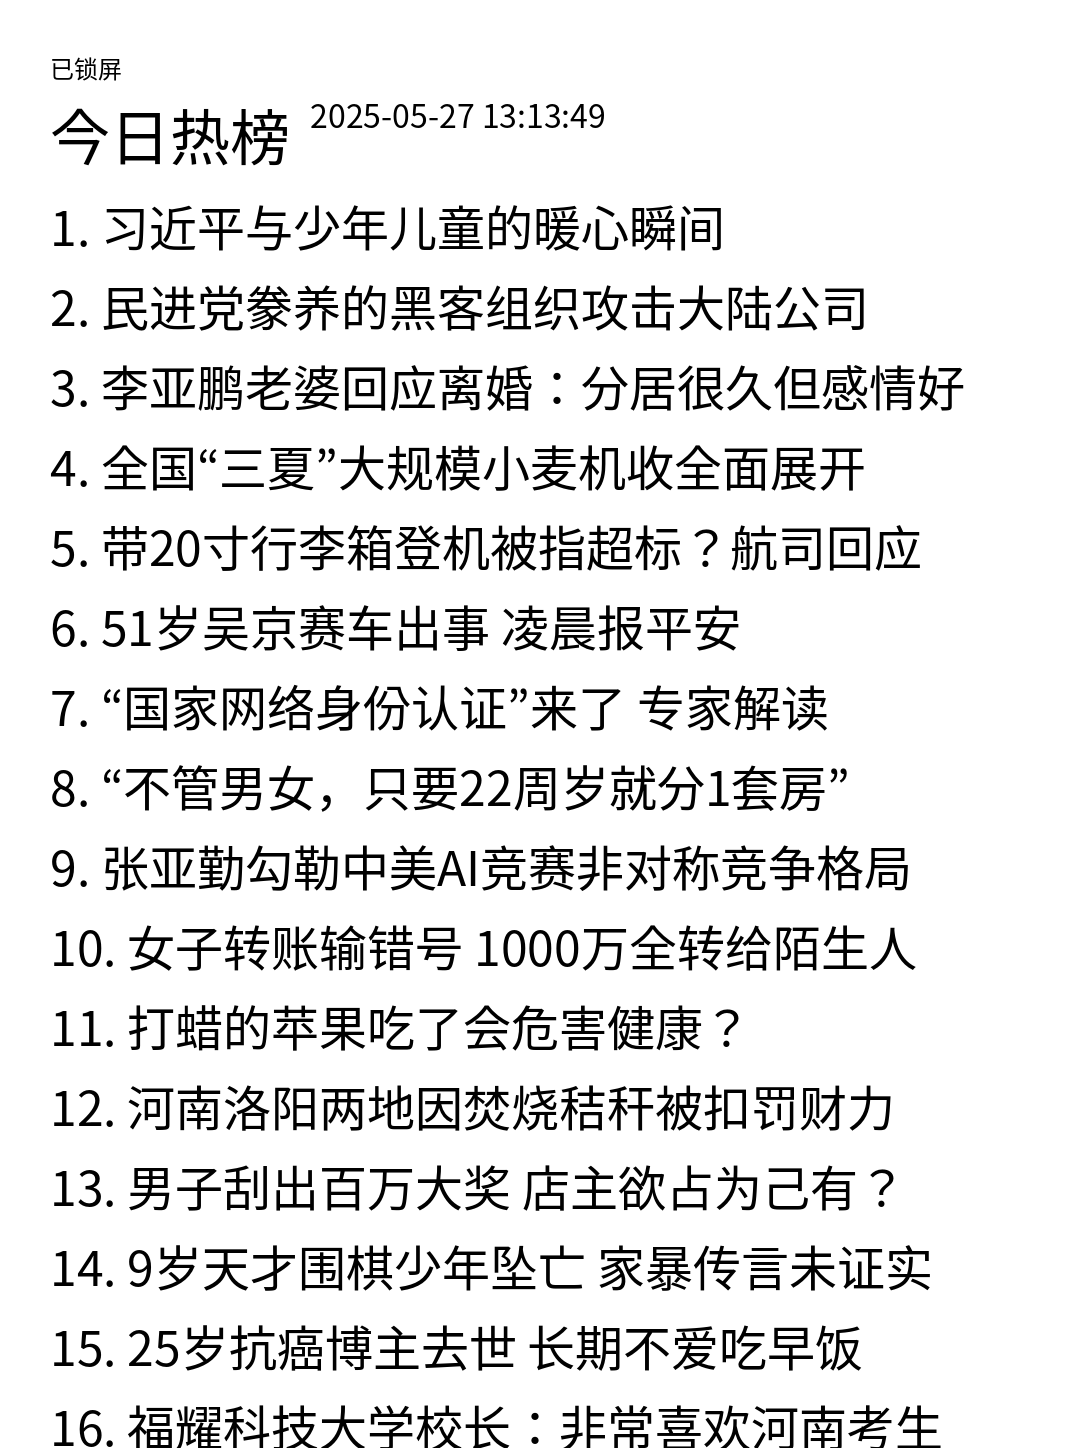 已锁屏
今日热榜 2025-05-27 13:13:49
1. 习近平与少年儿童的暖心瞬间
2. 民进党豢养的黑客组织攻击大陆公司
3. 李亚鹏老婆回应离婚：分居很久但感情好
4. 全国“三夏”大规模小麦机收全面展开
5. 带20寸行李箱登机被指超标？航司回应
6. 51岁吴京赛车出事 凌晨报平安
7. “国家网络身份认证”来了 专家解读
8. “不管男女，只要22周岁就分1套房”
9. 张亚勤勾勒中美AI竞赛非对称竞争格局
10. 女子转账输错号 1000万全转给陌生人
11. 打蜡的苹果吃了会危害健康？
12. 河南洛阳两地因焚烧秸秆被扣罚财力
13. 男子刮出百万大奖 店主欲占为己有？
14. 9岁天才围棋少年坠亡 家暴传言未证实
15. 25岁抗癌博主去世 长期不爱吃早饭
16. 福耀科技大学校长：非常喜欢河南考生